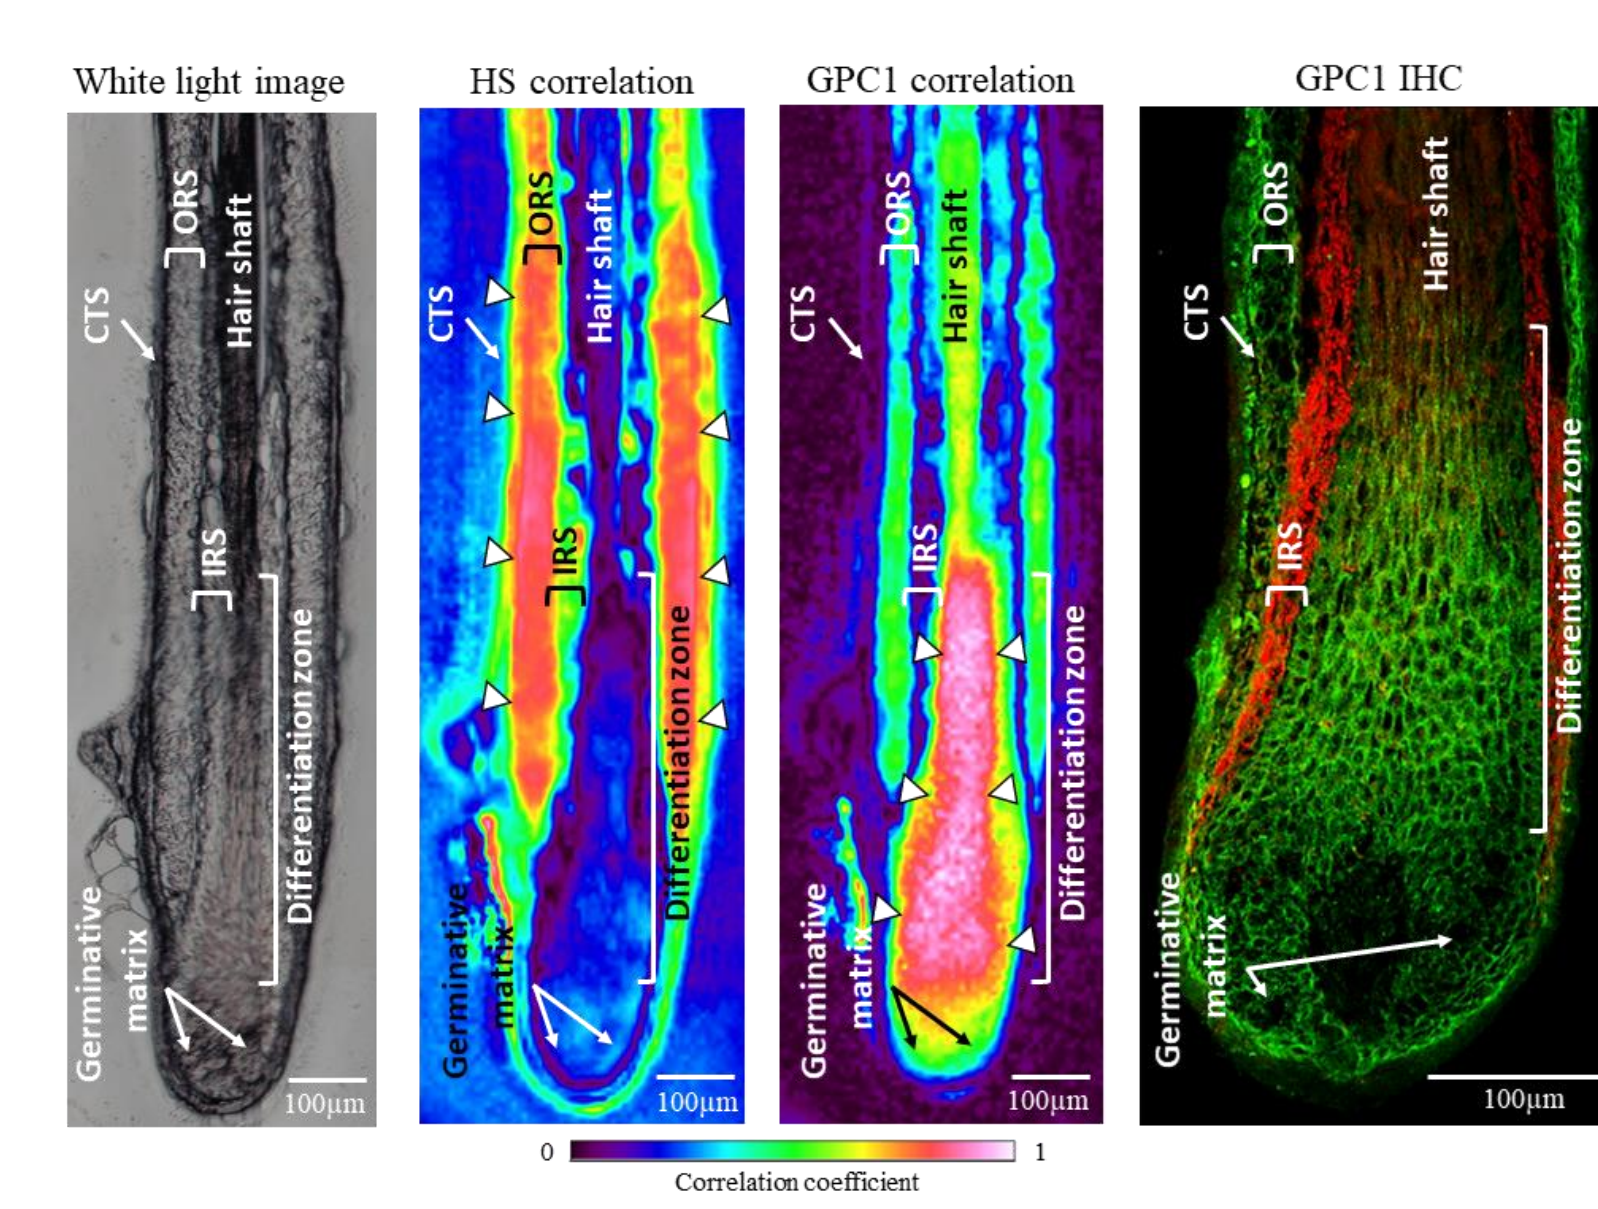 White light image
HS correlation
GPC1 correlation
GPC1 IHC
ORS
Hair shaft
CTS
IRS
Differentiation zone
Germinative
matrix
100µm
ORS
Hair shaft
CTS
IRS
Differentiation zone
Germinative
matrix
100µm
ORS
Hair shaft
CTS
IRS
Differentiation zone
Germinative
matrix
100µm
ORS
Hair shaft
CTS
IRS
Differentiation zone
Germinative
matrix
100µm
0
1
Correlation coefficient